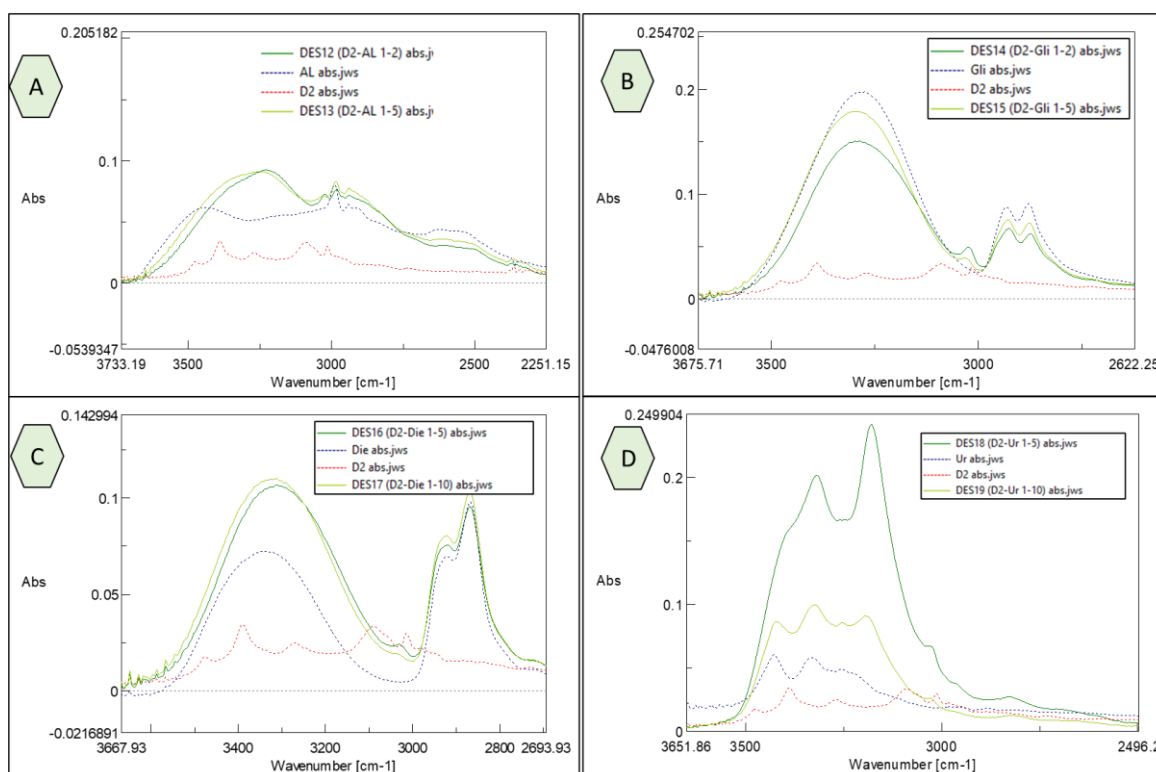 A
0.205182
0.1
Abs
0
-0.0539347
3733.19 3500 3000 2500 2251.15
Wavenumber [cm-1]
DES12 (D2-AL 1-2) abs.j
AL abs.jws
D2 abs.jws
DES13 (D2-AL 1-5) abs.j
B
0.254702
0.2
0.1
Abs
0
-0.0476008
3675.71 3500 3000 2622.25
Wavenumber [cm-1]
DES14 (D2-Gli 1-2) abs.jws
Gli abs.jws
D2 abs.jws
DES15 (D2-Gli 1-5) abs.jws
C
0.142994
0.1
0.05
Abs
0
-0.0216891
3667.93 3400 3200 3000 2800 2693.93
Wavenumber [cm-1]
DES16 (D2-Die 1-5) abs.jws
Die abs.jws
D2 abs.jws
DES17 (D2-Die 1-10) abs.jws
D
0.249904
0.2
0.1
Abs
0
3651.86 3500 3000 2496.2
Wavenumber [cm-1]
DES18 (D2-Ur 1-5) abs.jws
Ur abs.jws
D2 abs.jws
DES19 (D2-Ur 1-10) abs.jws